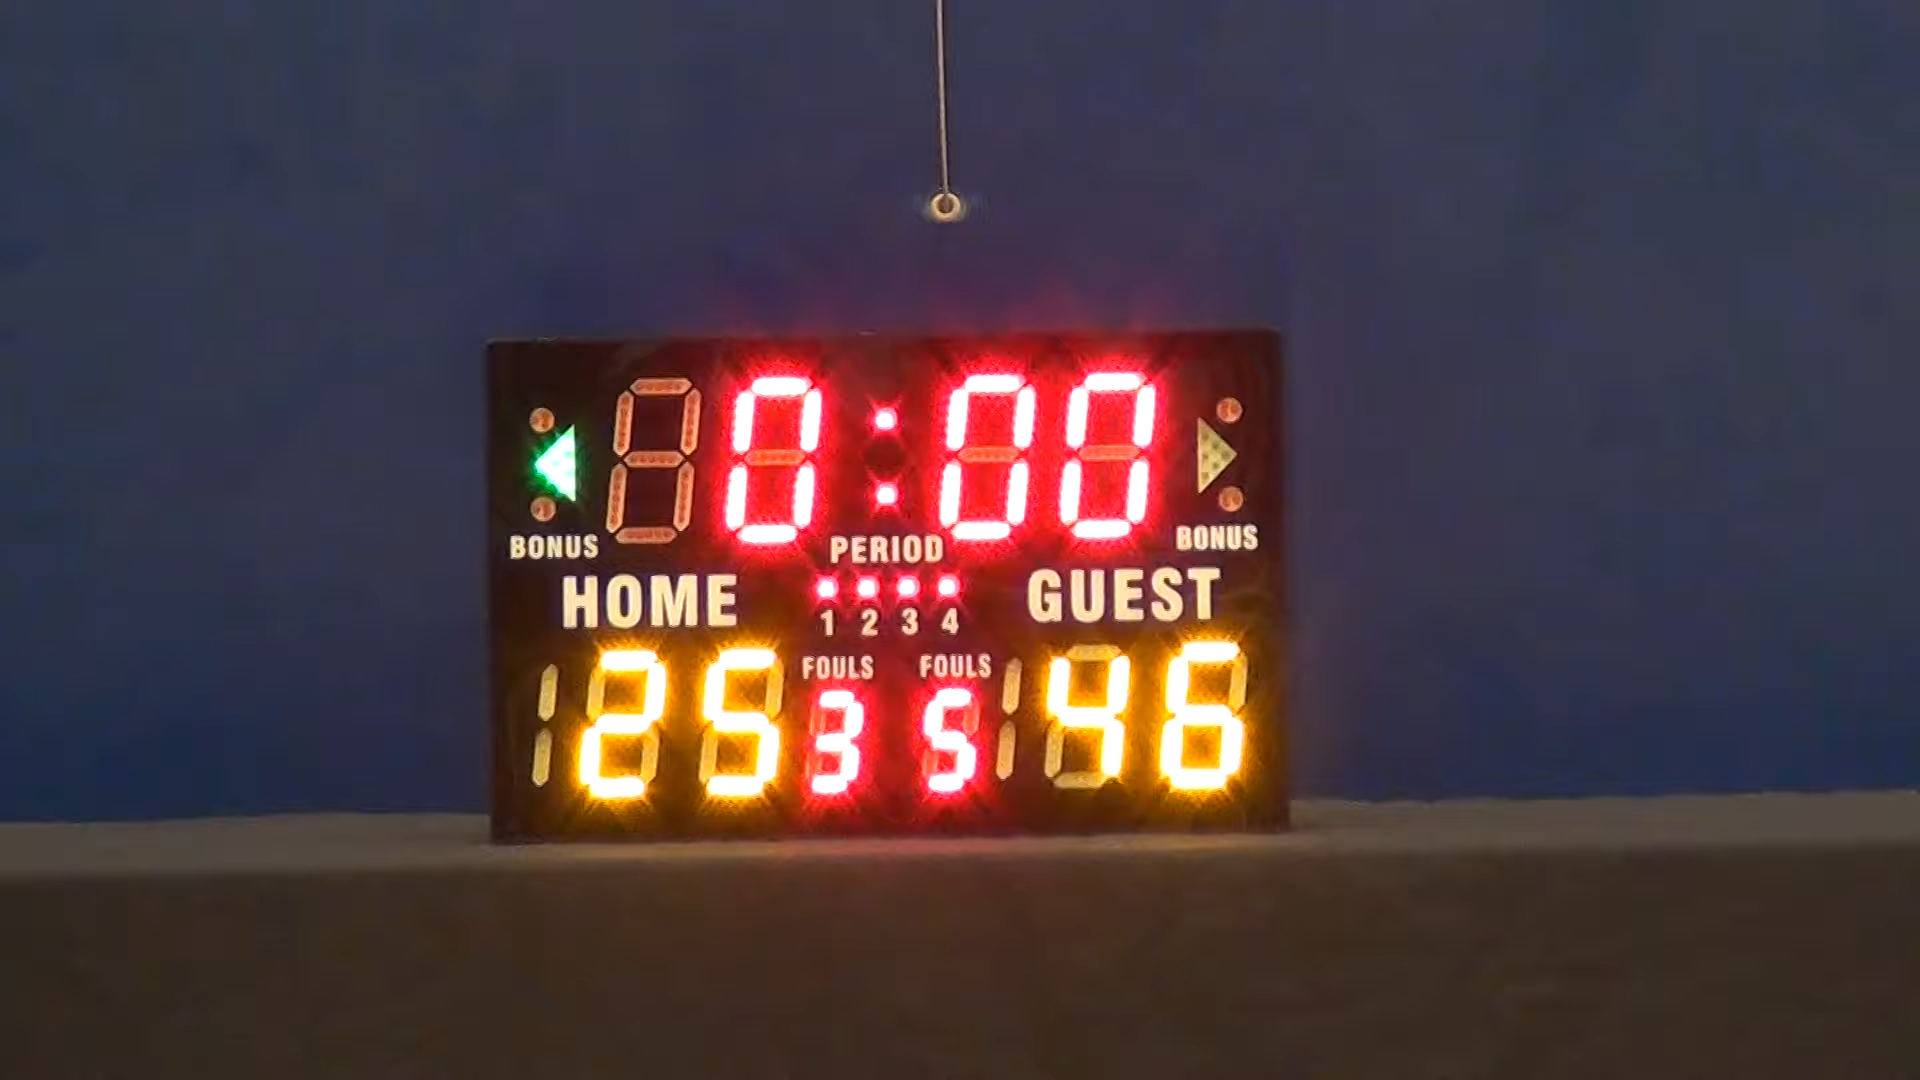 0:00
BONUS PERIOD BONUS
HOME GUEST
1 2 3 4
FOULS FOULS
25 3 5 46